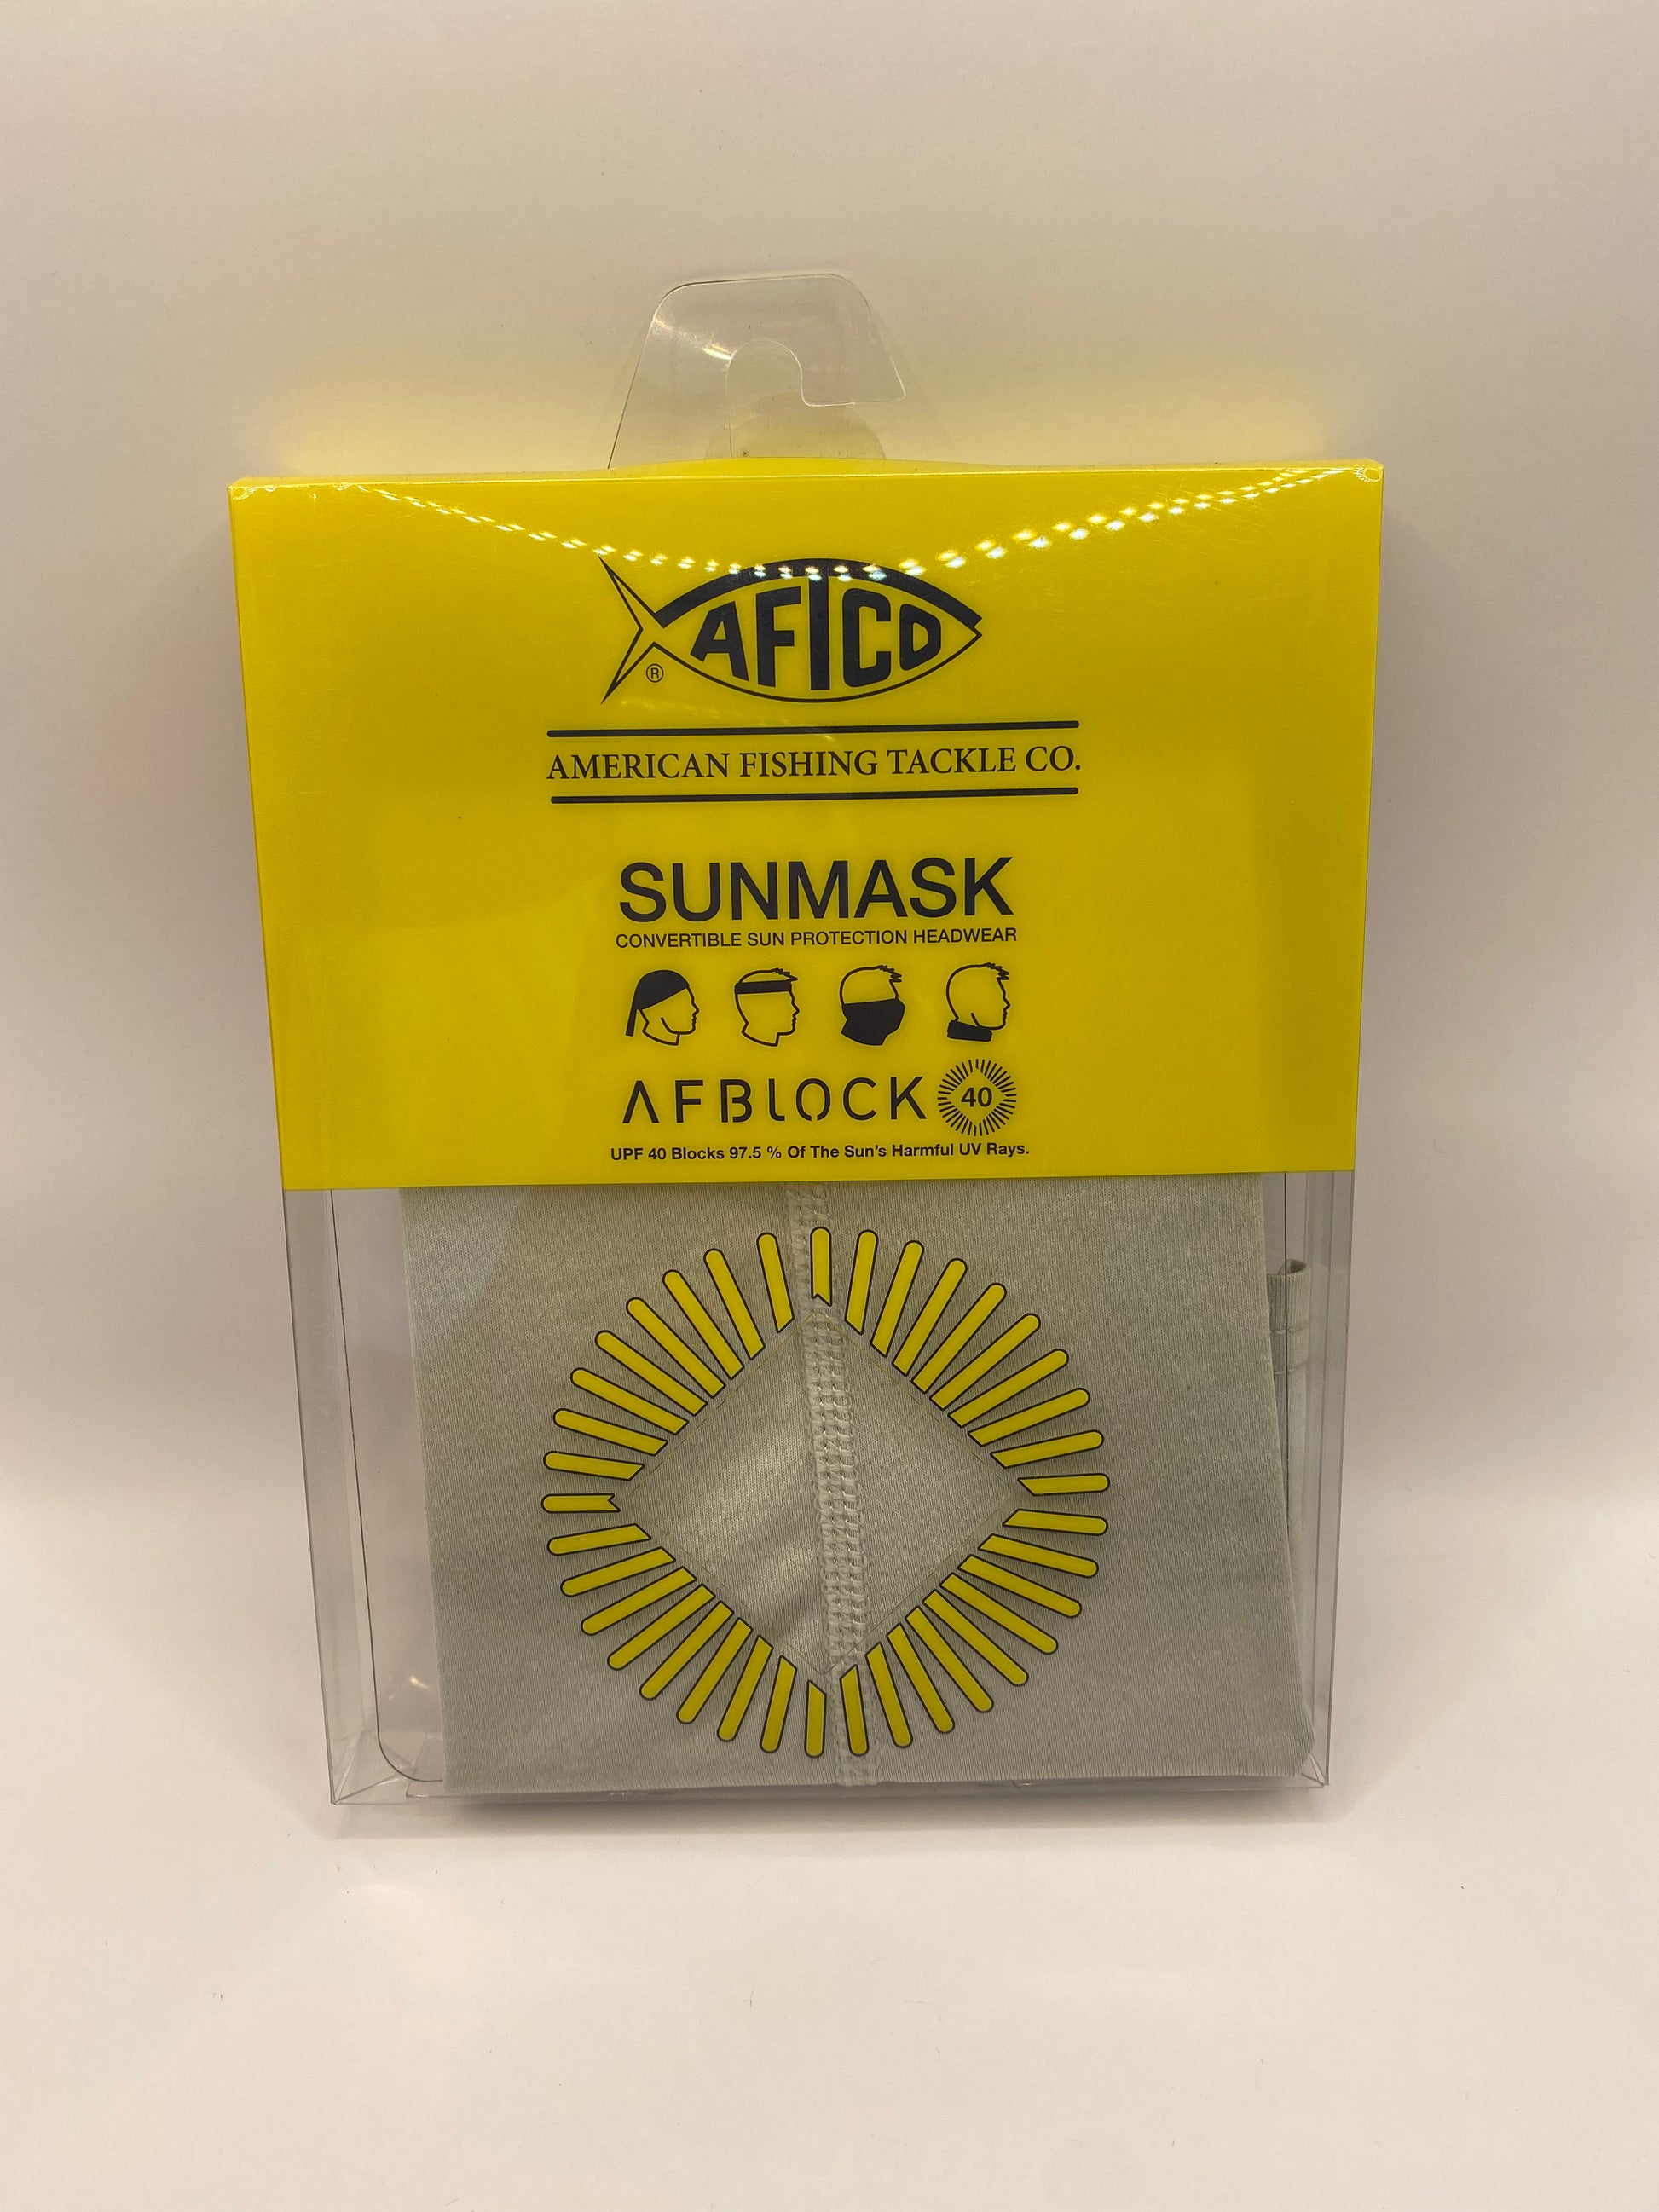 AFTCO
®
AMERICAN FISHING TACKLE CO.
SUNMASK
CONVERTIBLE SUN PROTECTION HEADWEAR
AFBLOCK 40
UPF 40 Blocks 97.5 % Of The Sun's Harmful UV Rays.